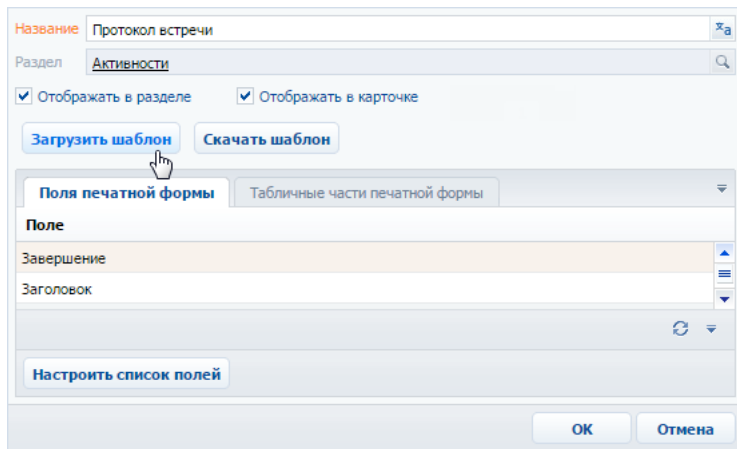 Название Протокол встречи
Раздел Активности
Отображать в разделе Отображать в карточке
Загрузить шаблон Скачать шаблон
Поля печатной формы Табличные части печатной формы
Поле
Завершение
Заголовок
Настроить список полей
ОК Отмена